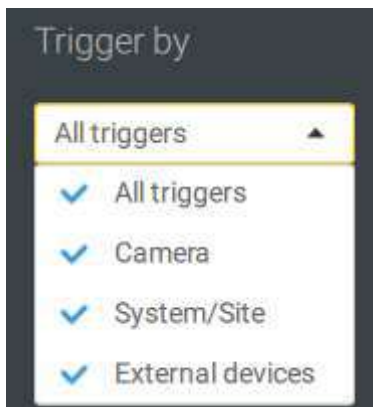 Trigger by
All triggers
All triggers
Camera
System/Site
External devices